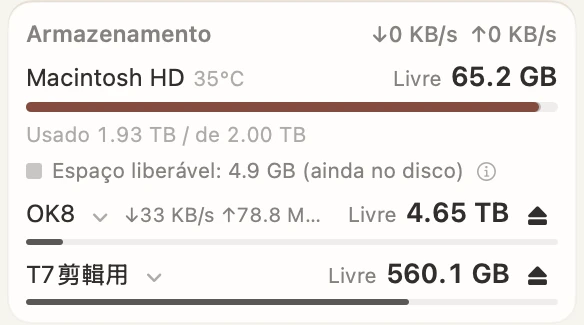 Armazenamento ↓0 KB/s ↑0 KB/s
Macintosh HD 35°C Livre 65.2 GB
Usado 1.93 TB / de 2.00 TB
Espaço liberável: 4.9 GB (ainda no disco)
OK8 ↓33 KB/s ↑78.8 M... Livre 4.65 TB
T7剪輯用 Livre 560.1 GB